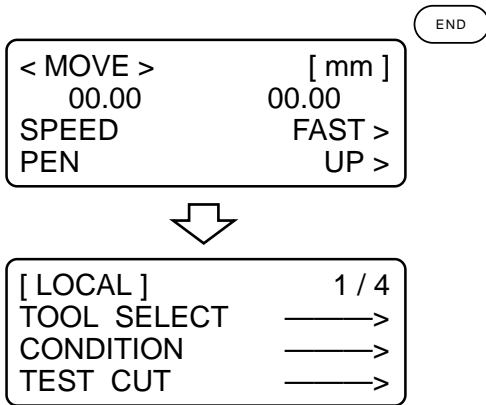 END
< MOVE > [ mm ]
00.00 00.00
SPEED FAST >
PEN UP >
[ LOCAL ] 1 / 4
TOOL SELECT ———>
CONDITION ———>
TEST CUT ———>